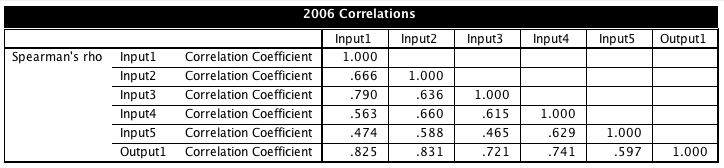 2006 Correlations
Input1 Input2 Input3 Input4 Input5 Output1
Spearman's rho Input1 Correlation Coefficient 1.000
Input2 Correlation Coefficient .666 1.000
Input3 Correlation Coefficient .790 .636 1.000
Input4 Correlation Coefficient .563 .660 .615 1.000
Input5 Correlation Coefficient .474 .588 .465 .629 1.000
Output1 Correlation Coefficient .825 .831 .721 .741 .597 1.000